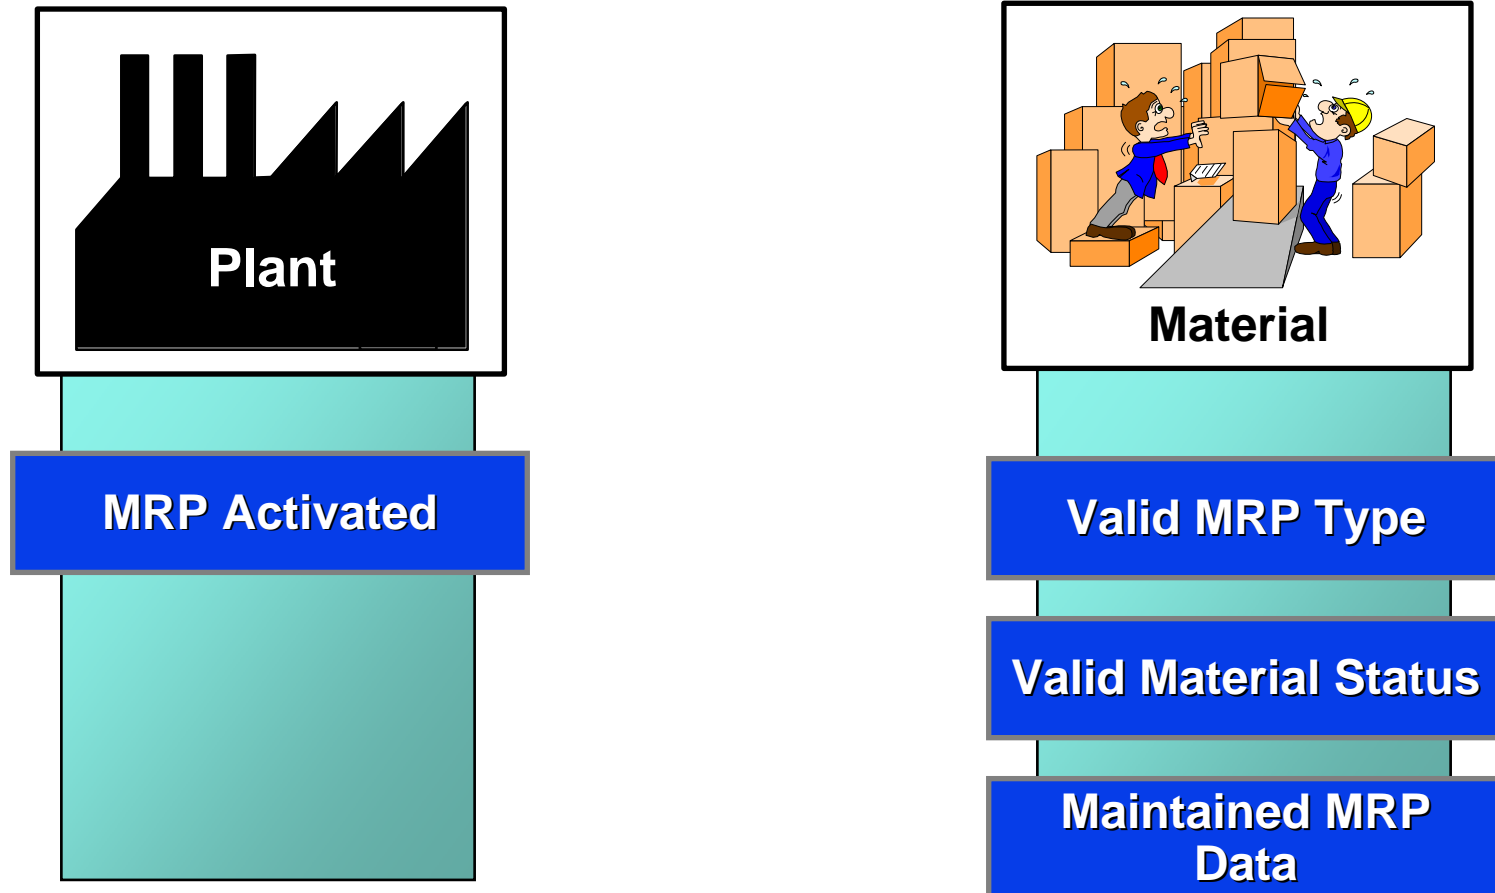 Plant
MRP Activated
Material
Valid MRP Type
Valid Material Status
Maintained MRP
Data